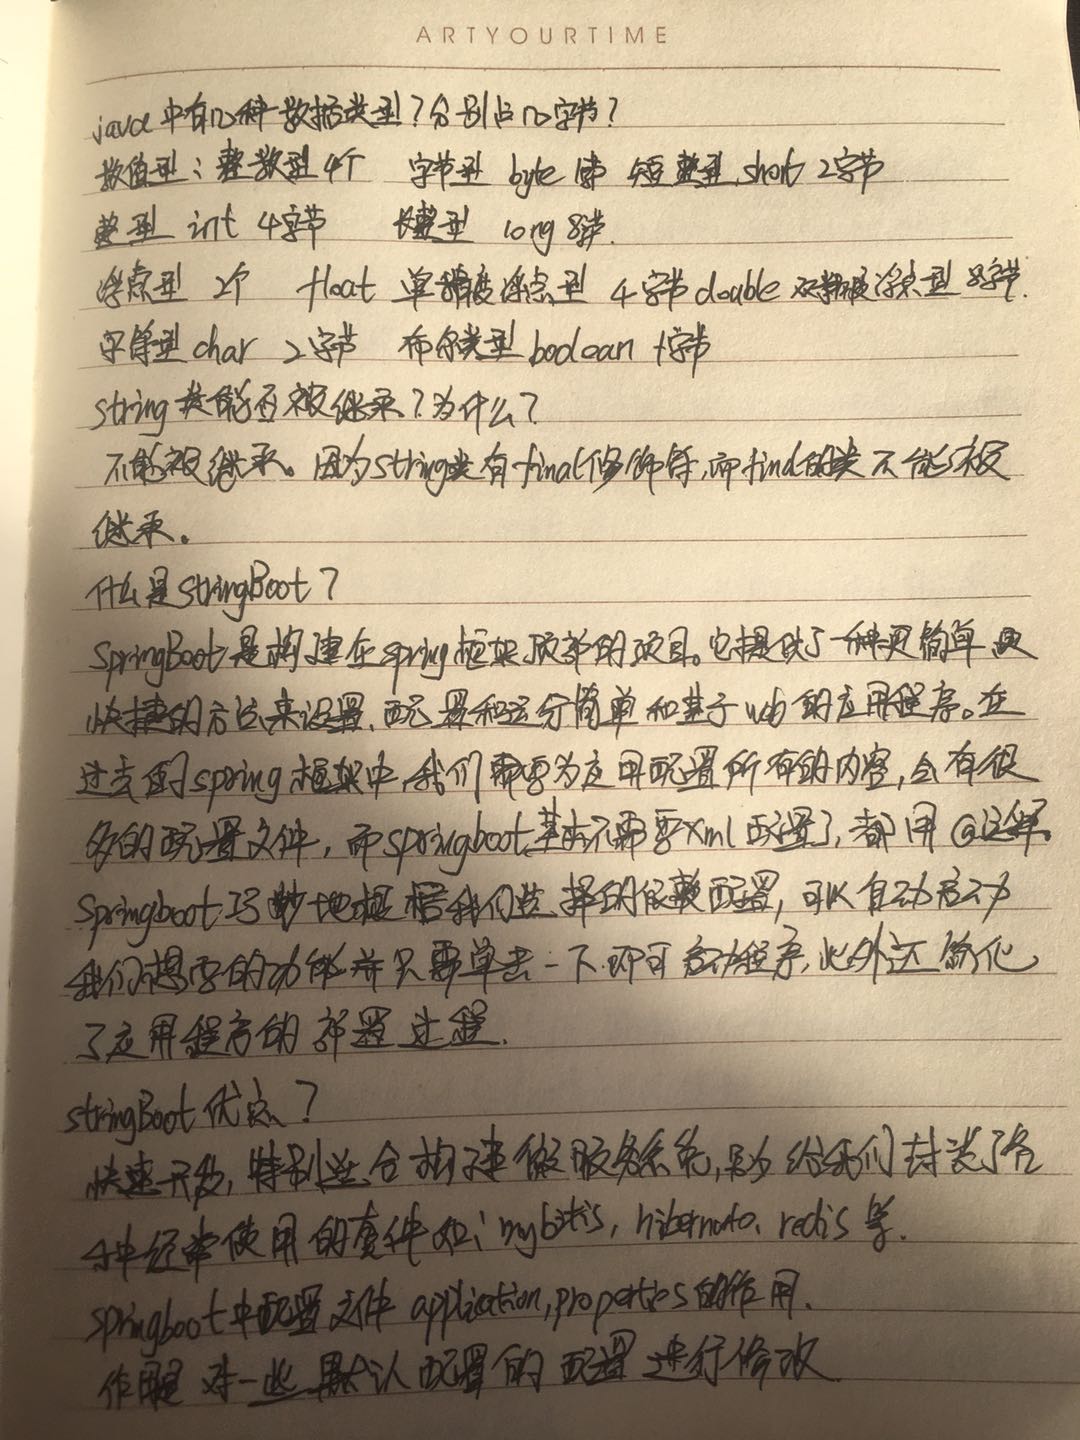 ARTYOURTIME
java中有几种数据类型?分别占几字节?
数值型:整数型4个 字节型 byte 1字节 短整型 short 2字节
整型 int 4字节 长整型 long 8字节.
浮点型 2个 float 单精度浮点型 4字节 double 双精度浮点型 8字节.
字符型 char 2字节 布尔类型 boolean 1字节
string类能否被继承?为什么?
不能被继承。因为string类有final修饰符,而final的类不能被
继承。
什么是stringBoot?
SpringBoot是构建在spring框架顶部的项目。它提供了一种更简单更
快捷的方法来设置、配置和运行简单和基于web的应用程序。在
过去的spring框架中,我们需要为应用配置所有的内容,会有很
多的配置文件,而springboot基本不需要xml配置了,都用@这样.
Springboot巧妙地根据我们选择的依赖配置,可以自动启动
我们想要的功能并只需单击一下即可启动程序,此外还简化
了应用程序的部署过程.
stringBoot优点?
快速开发,特别适合构建微服务系统,因为给我们封装了各
种经常使用的套件如:mybitis, hibernate、redis等.
springboot中配置文件application.properties的作用.
作用是对一些默认配置的配置进行修改